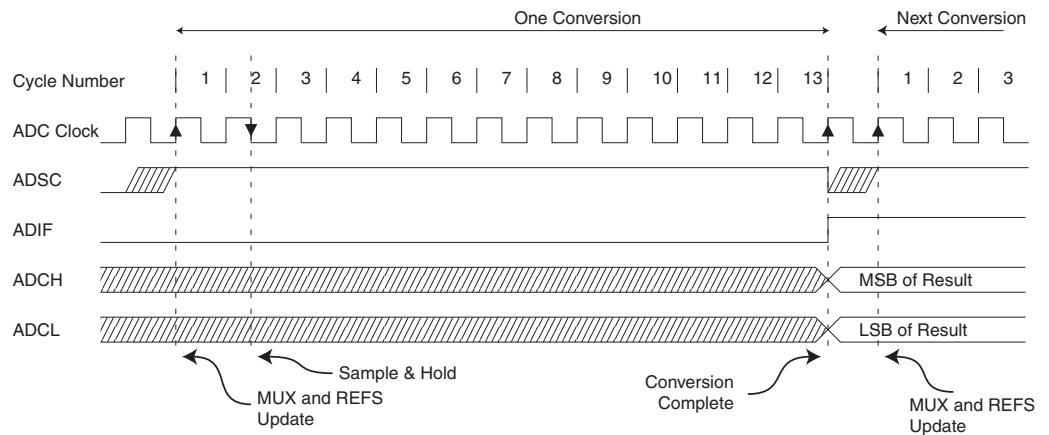 One Conversion
Next Conversion
Cycle Number
1 2 3 4 5 6 7 8 9 10 11 12 13 1 2 3
ADC Clock
ADSC
ADIF
ADCH
MSB of Result
ADCL
LSB of Result
Sample & Hold
MUX and REFS
Update
Conversion
Complete
MUX and REFS
Update